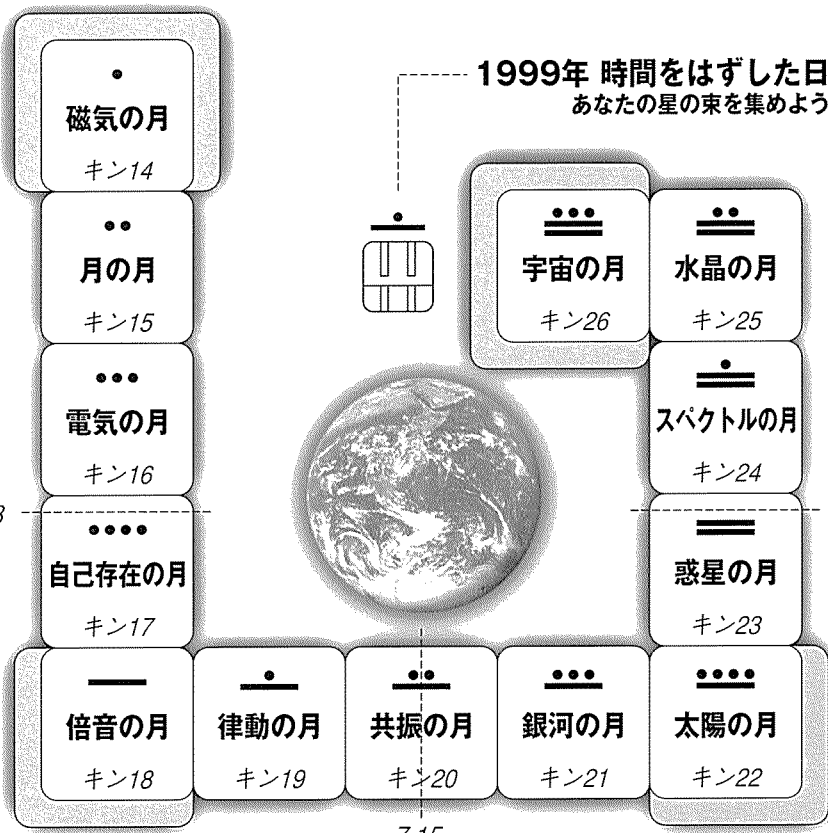 1999年 時間をはずした日
あなたの星の束を集めよう
磁気の月
キン14
月の月
キン15
電気の月
キン16
自己存在の月
キン17
倍音の月
キン18
律動の月
キン19
共振の月
キン20
銀河の月
キン21
太陽の月
キン22
惑星の月
キン23
スペクトルの月
キン24
水晶の月
キン25
宇宙の月
キン26